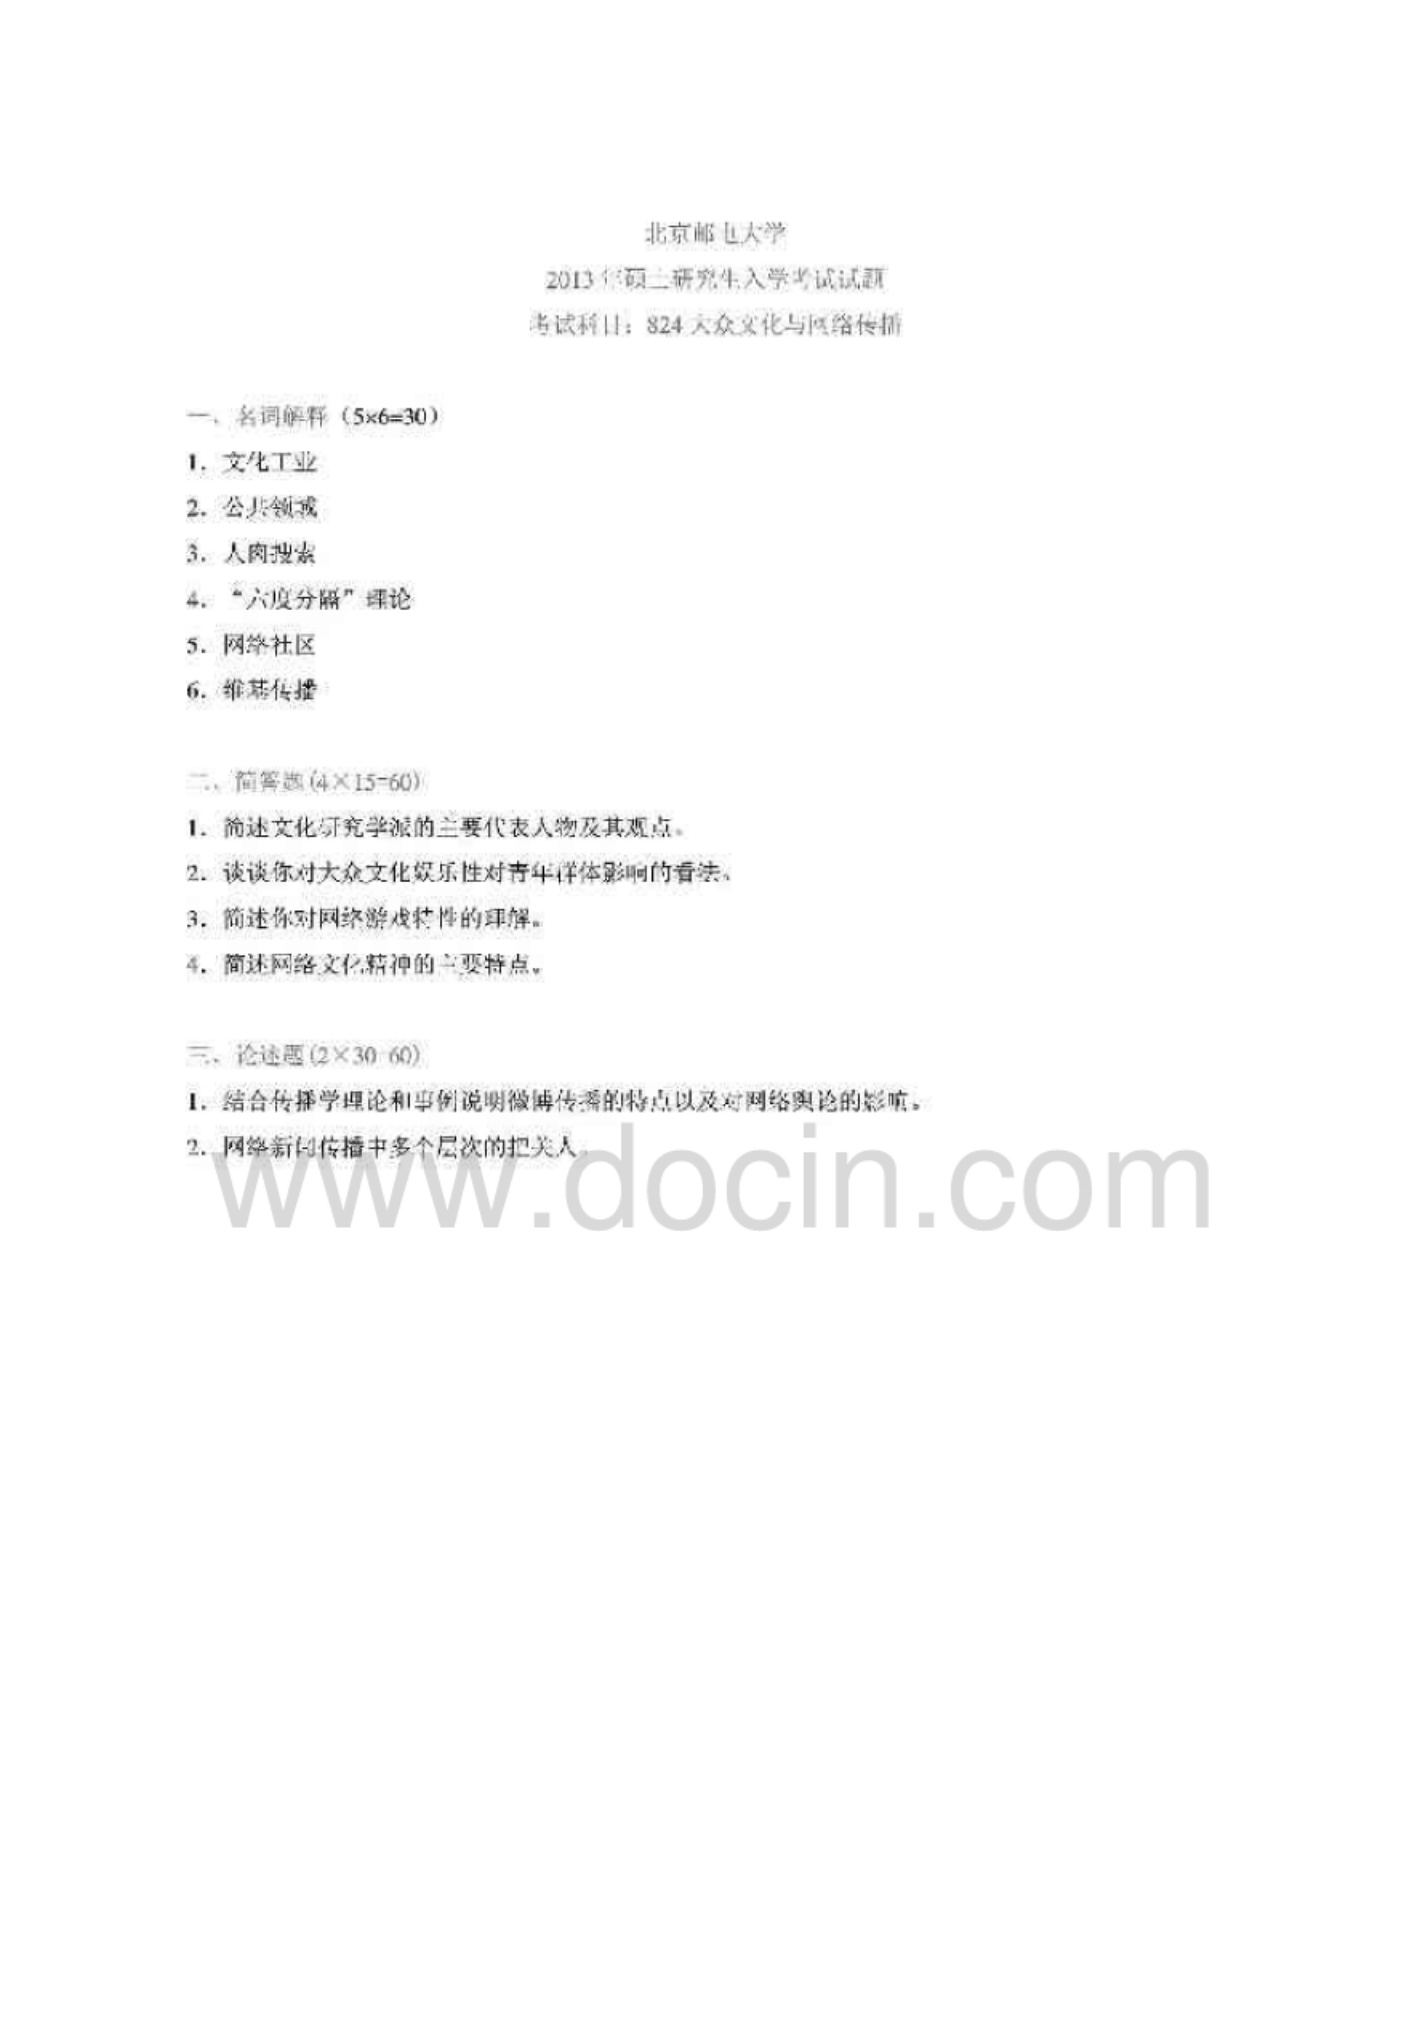 北京邮电大学
2013 年硕士研究生入学考试试题
考试科目：824 大众文化与网络传播
一、名词解释（5×6=30）
1．文化工业
2．公共领域
3．人肉搜索
4．“六度分隔”理论
5．网络社区
6．维基传播
二、简答题(4×15=60)
1．简述文化研究学派的主要代表人物及其观点。
2．谈谈你对大众文化娱乐性对青年群体影响的看法。
3．简述你对网络游戏特性的理解。
4．简述网络文化精神的主要特点。
三、论述题(2×30=60)
1．结合传播学理论和事例说明微博传播的特点以及对网络舆论的影响。
2．网络新闻传播中多个层次的把关人。
www.docin.com